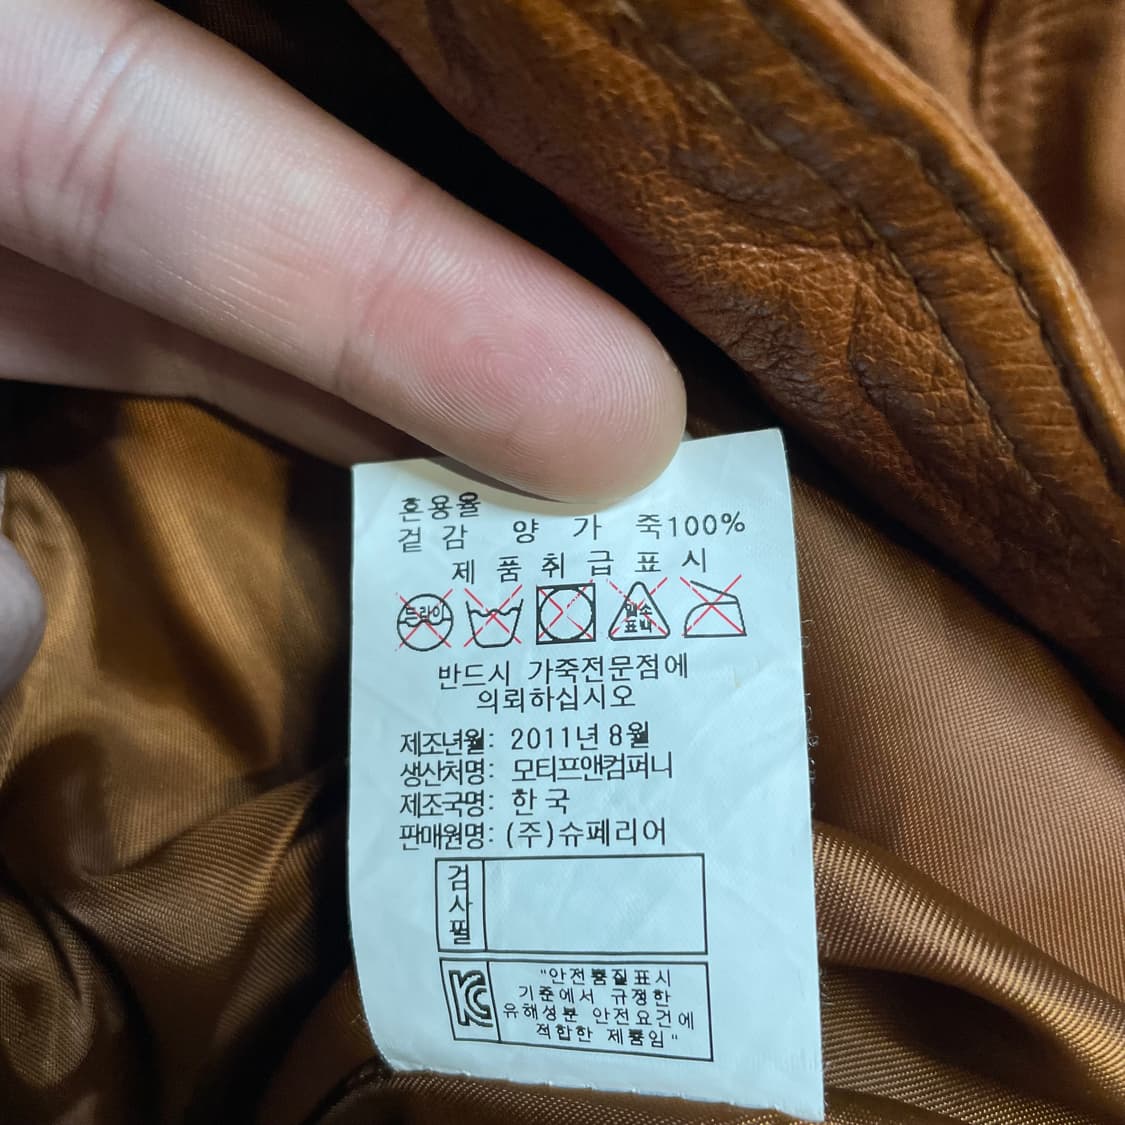 혼용율
겉 감 양 가 죽100%
제 품 취 급 표 시
드라이
염소
표백
반드시 가죽전문점에
의뢰하십시오
제조년월: 2011년 8월
생산처명: 모티프앤컴퍼니
제조국명: 한 국
판매원명: (주)슈페리어
검사필
"안전품질표시
기준에서 규정한
유해성분 안전요건에
적합한 제품임"